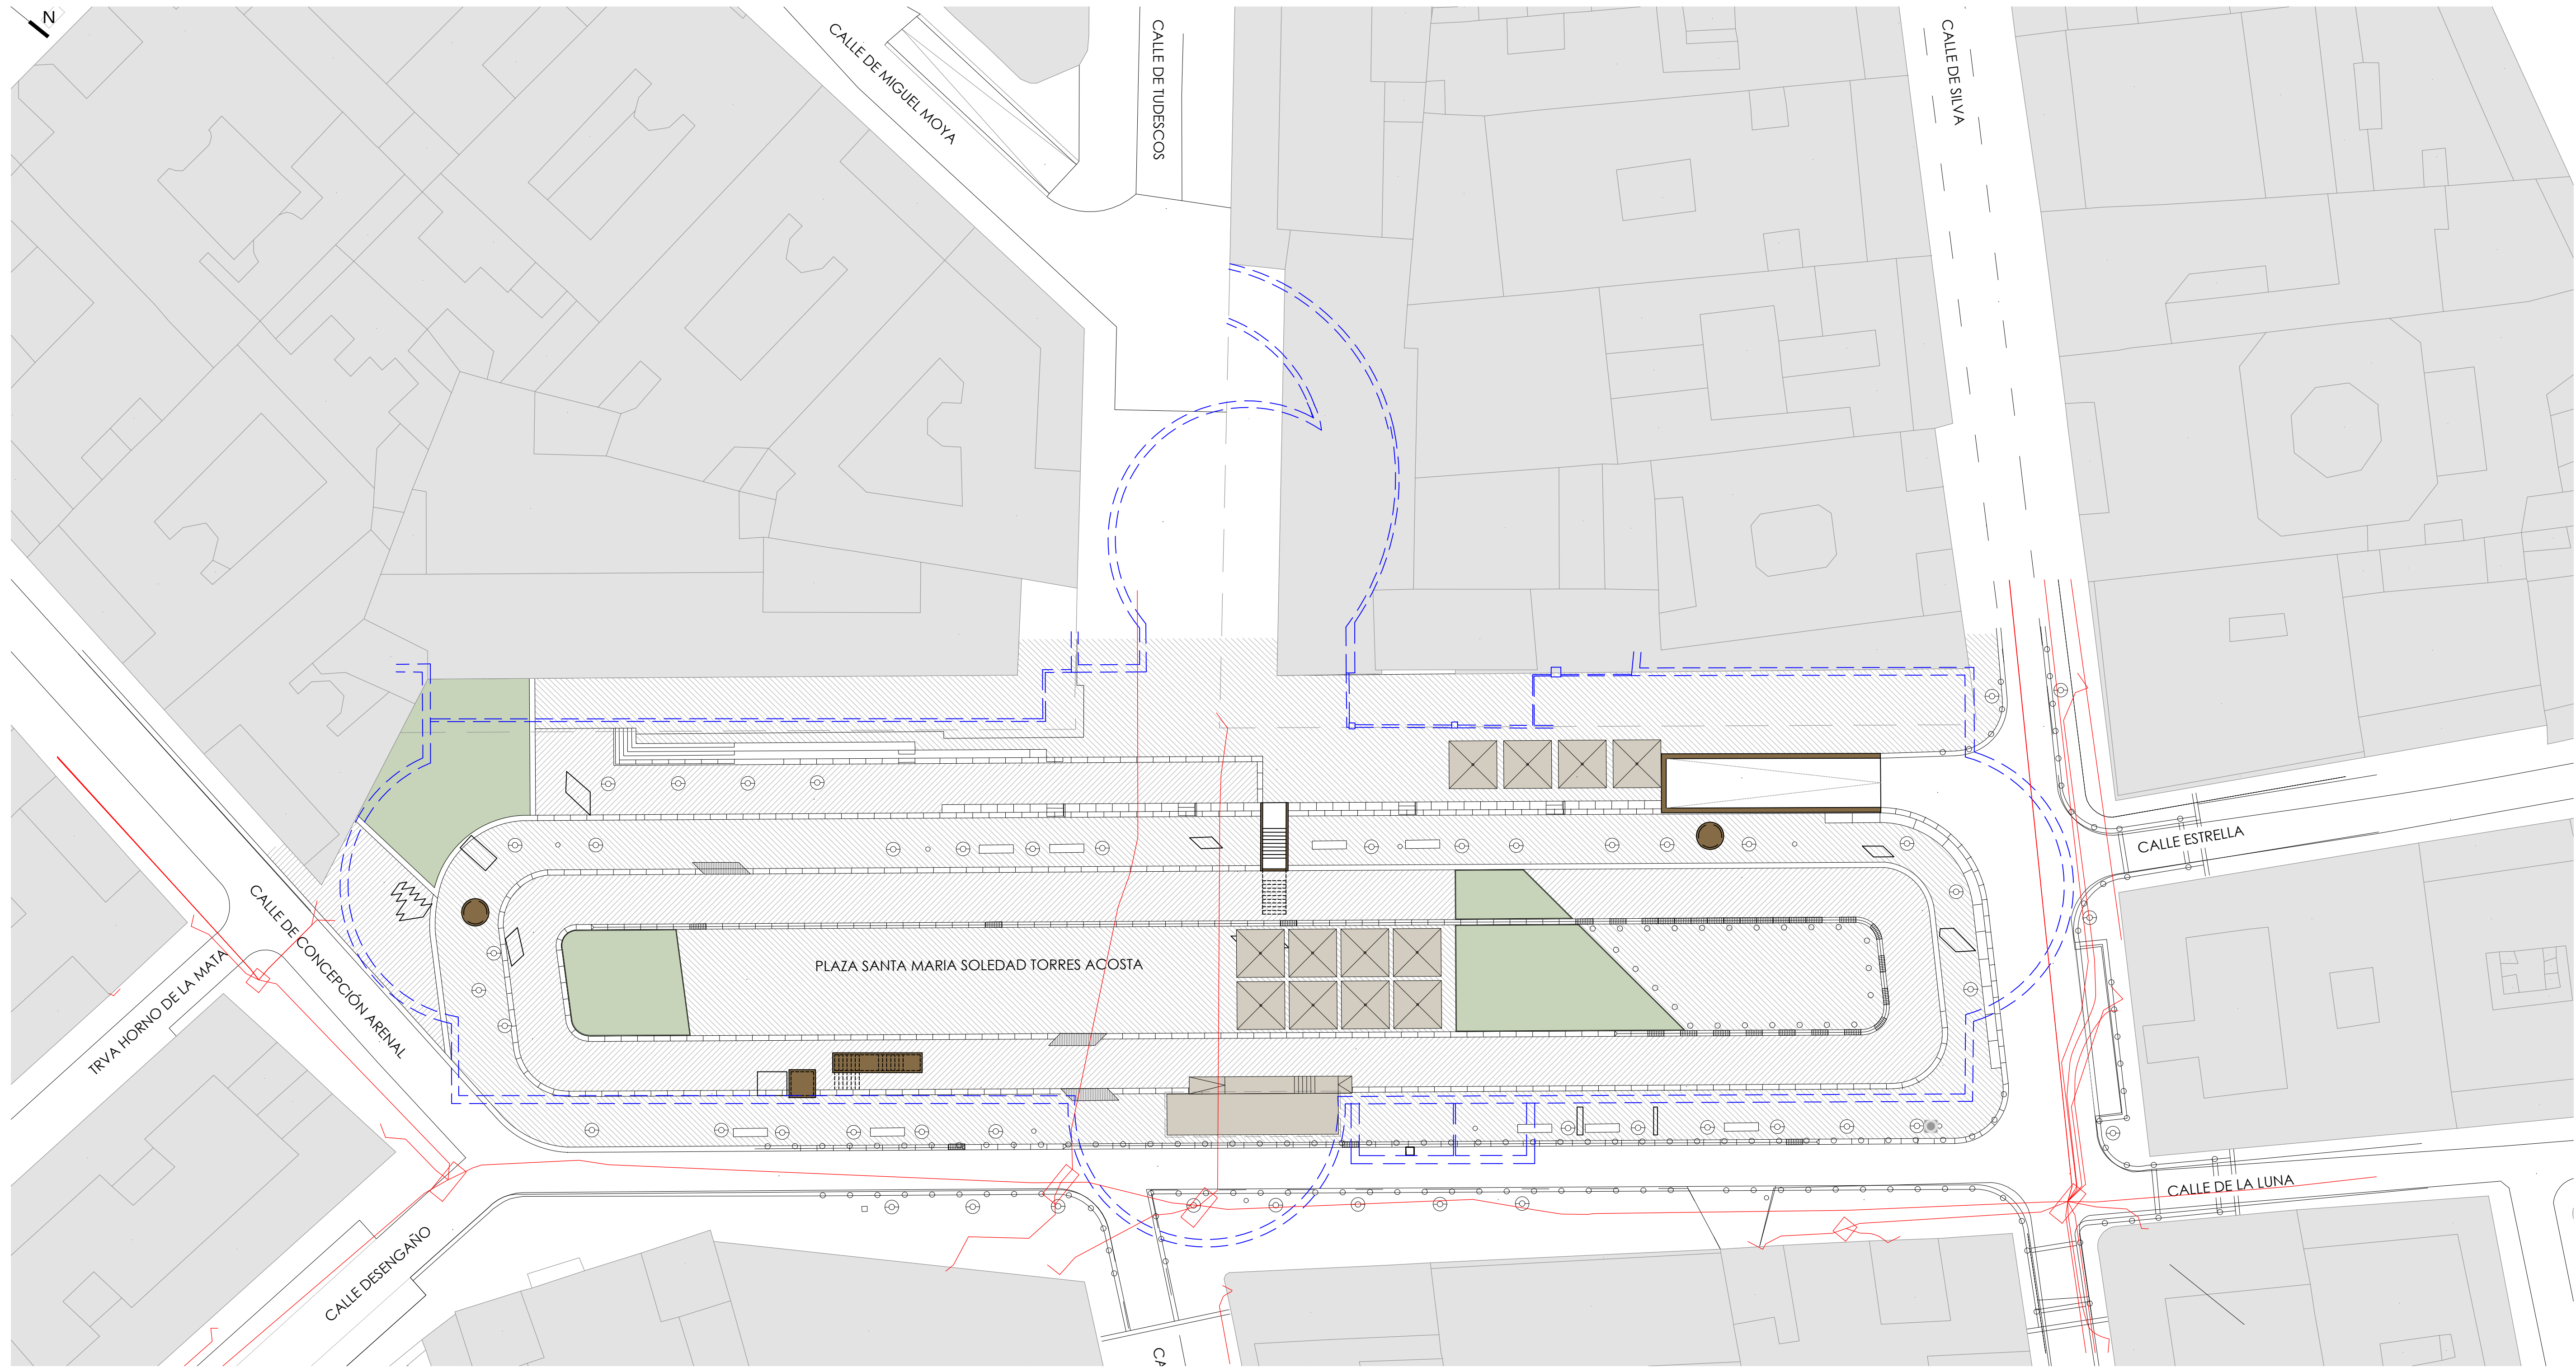 N
CALLE DE MIGUEL MOYA
CALLE DE TUDESCOS
CALLE DE SILVA
CALLE ESTRELLA
CALLE DE CONCEPCIÓN ARENAL
PLAZA SANTA MARIA SOLEDAD TORRES ACOSTA
TRVA HORNO DE LA MATA
CALLE DE LA LUNA
CALLE DESENGAÑO
CA